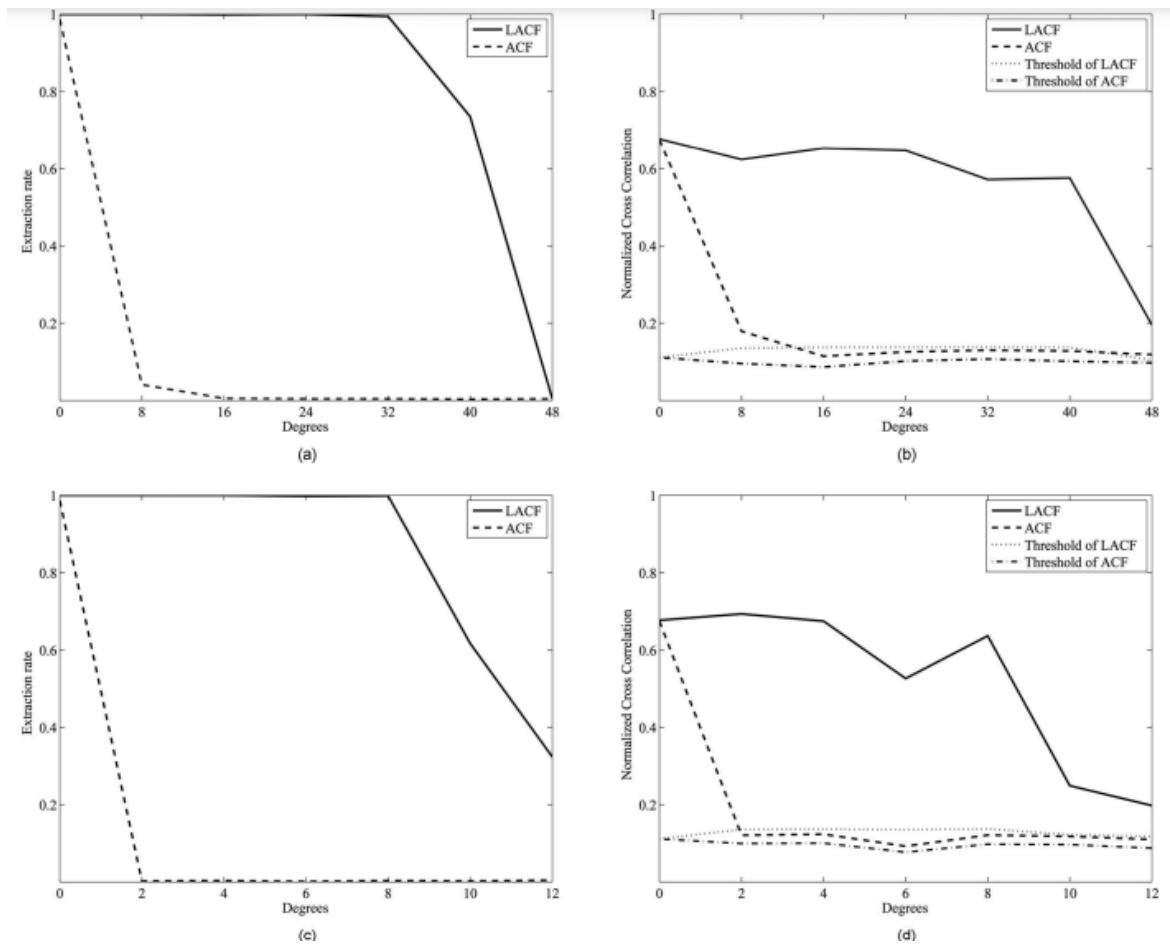 1
0.8
0.6
0.4
0.2
Extraction rate
LACF
ACF
0 8 16 24 32 40 48
Degrees
(a)
1
0.8
0.6
0.4
0.2
Normalized Cross Correlation
LACF
ACF
Threshold of LACF
Threshold of ACF
0 8 16 24 32 40 48
Degrees
(b)
1
0.8
0.6
0.4
0.2
Extraction rate
LACF
ACF
0 2 4 6 8 10 12
Degrees
(c)
1
0.8
0.6
0.4
0.2
Normalized Cross Correlation
LACF
ACF
Threshold of LACF
Threshold of ACF
0 2 4 6 8 10 12
Degrees
(d)